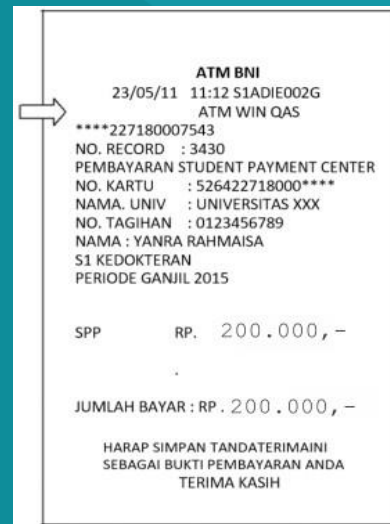 ATM BNI
23/05/11 11:12 S1ADIE002G
ATM WIN QAS
****227180007543
NO. RECORD : 3430
PEMBAYARAN STUDENT PAYMENT CENTER
NO. KARTU : 526422718000****
NAMA. UNIV : UNIVERSITAS XXX
NO. TAGIHAN : 0123456789
NAMA : YANRA RAHMAISA
S1 KEDOKTERAN
PERIODE GANJIL 2015
SPP RP. 200.000,-
.
JUMLAH BAYAR : RP. 200.000,-
HARAP SIMPAN TANDATERIMAINI
SEBAGAI BUKTI PEMBAYARAN ANDA
TERIMA KASIH